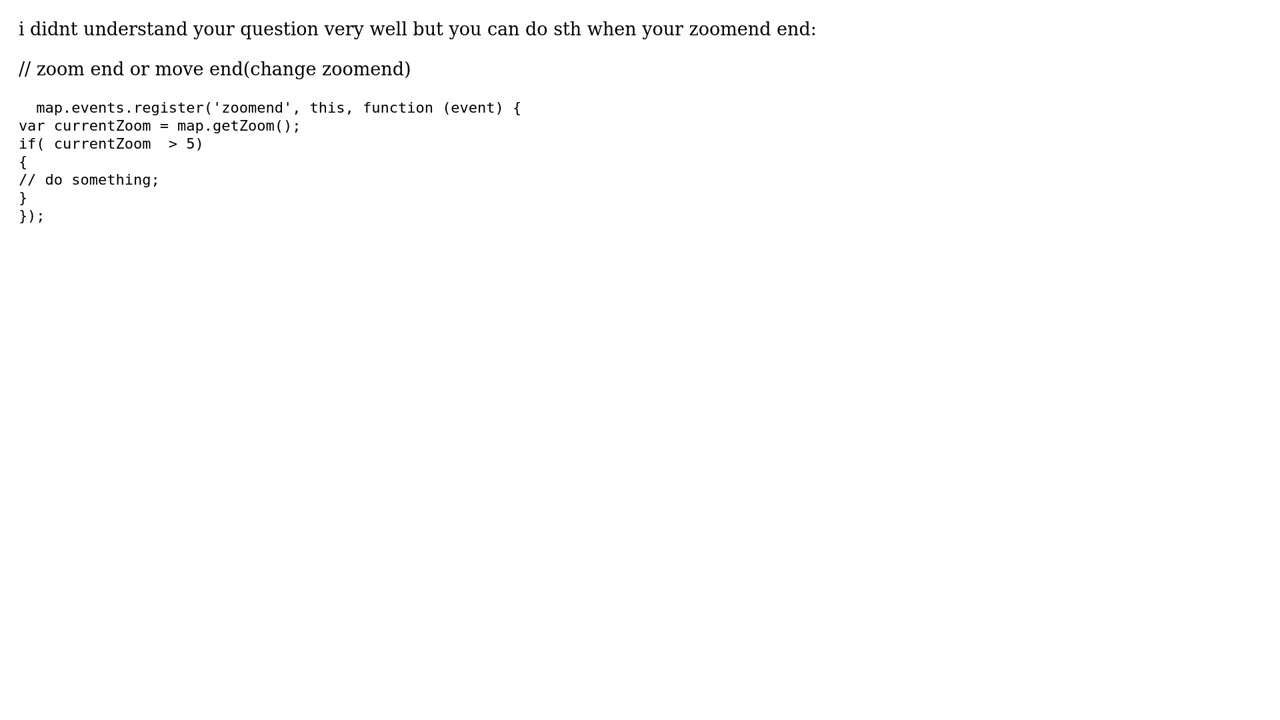 i didnt understand your question very well but you can do sth when your zoomend end:
// zoom end or move end(change zoomend)
  map.events.register('zoomend', this, function (event) {
var currentZoom = map.getZoom();
if( currentZoom  > 5)
{
// do something;
}
});